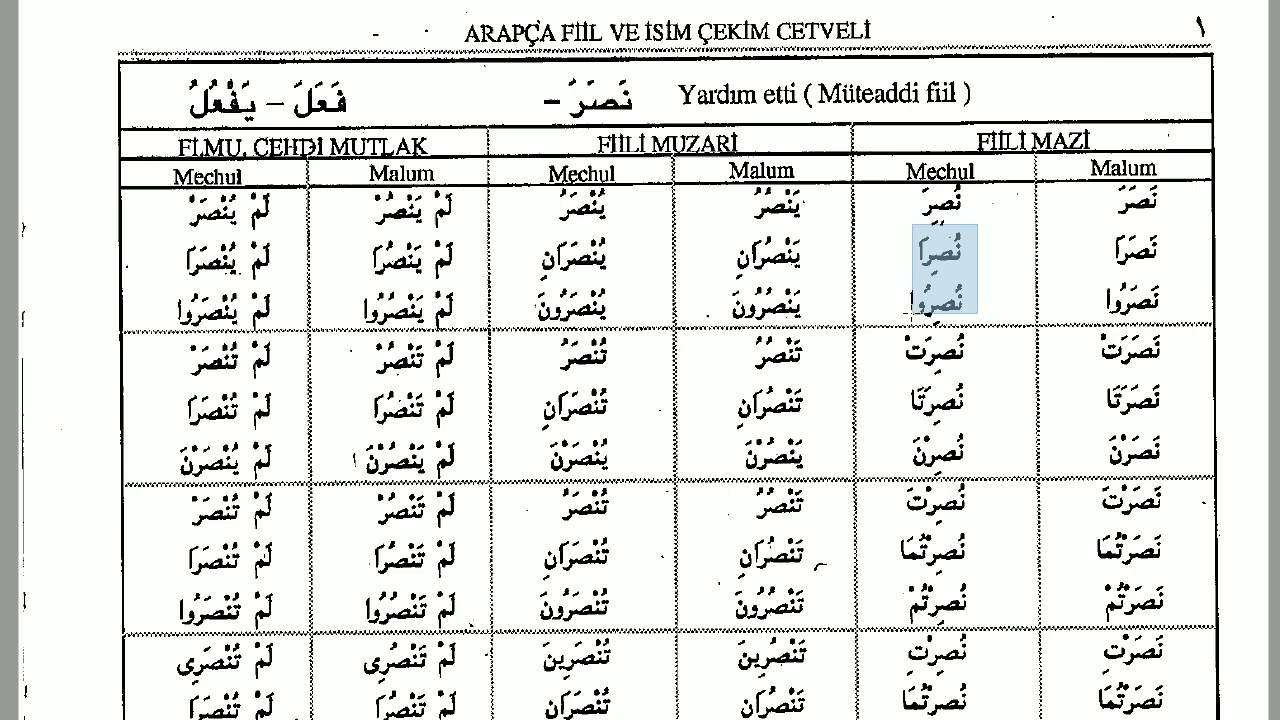 ARAPÇA FİİL VE İSİM ÇEKİM CETVELİ ١
Yardım etti ( Müteaddi fiil ) نَصَرَ – فَعَلَ – يَفْعُلُ
FİİLİ MAZİ FİİLİ MUZARİ Fİ.MU. CEHDİ MUTLAK
Malum Mechul Malum Mechul Malum Mechul
نَصَرَ نُصِرَ يَنْصُرُ يُنْصَرُ لَمْ يَنْصُرْ لَمْ يُنْصَرْ
نَصَرَا نُصِرَا يَنْصُرَانِ يُنْصَرَانِ لَمْ يَنْصُرَا لَمْ يُنْصَرَا
نَصَرُوا نُصِرُوا يَنْصُرُونَ يُنْصَرُونَ لَمْ يَنْصُرُوا لَمْ يُنْصَرُوا
نَصَرَتْ نُصِرَتْ تَنْصُرُ تُنْصَرُ لَمْ تَنْصُرْ لَمْ تُنْصَرْ
نَصَرَتَا نُصِرَتَا تَنْصُرَانِ تُنْصَرَانِ لَمْ تَنْصُرَا لَمْ تُنْصَرَا
نَصَرْنَ نُصِرْنَ يَنْصُرْنَ يُنْصَرْنَ لَمْ يَنْصُرْنَ لَمْ يُنْصَرْنَ
نَصَرْتَ نُصِرْتَ تَنْصُرُ تُنْصَرُ لَمْ تَنْصُرْ لَمْ تُنْصَرْ
نَصَرْتُمَا نُصِرْتُمَا تَنْصُرَانِ تُنْصَرَانِ لَمْ تَنْصُرَا لَمْ تُنْصَرَا
نَصَرْتُمْ نُصِرْتُمْ تَنْصُرُونَ تُنْصَرُونَ لَمْ تَنْصُرُوا لَمْ تُنْصَرُوا
نَصَرْتِ نُصِرْتِ تَنْصُرِينَ تُنْصَرِينَ لَمْ تَنْصُرِى لَمْ تُنْصَرِى
نَصَرْتُمَا نُصِرْتُمَا تَنْصُرَانِ تُنْصَرَانِ لَمْ تَنْصُرَا لَمْ تُنْصَرَا